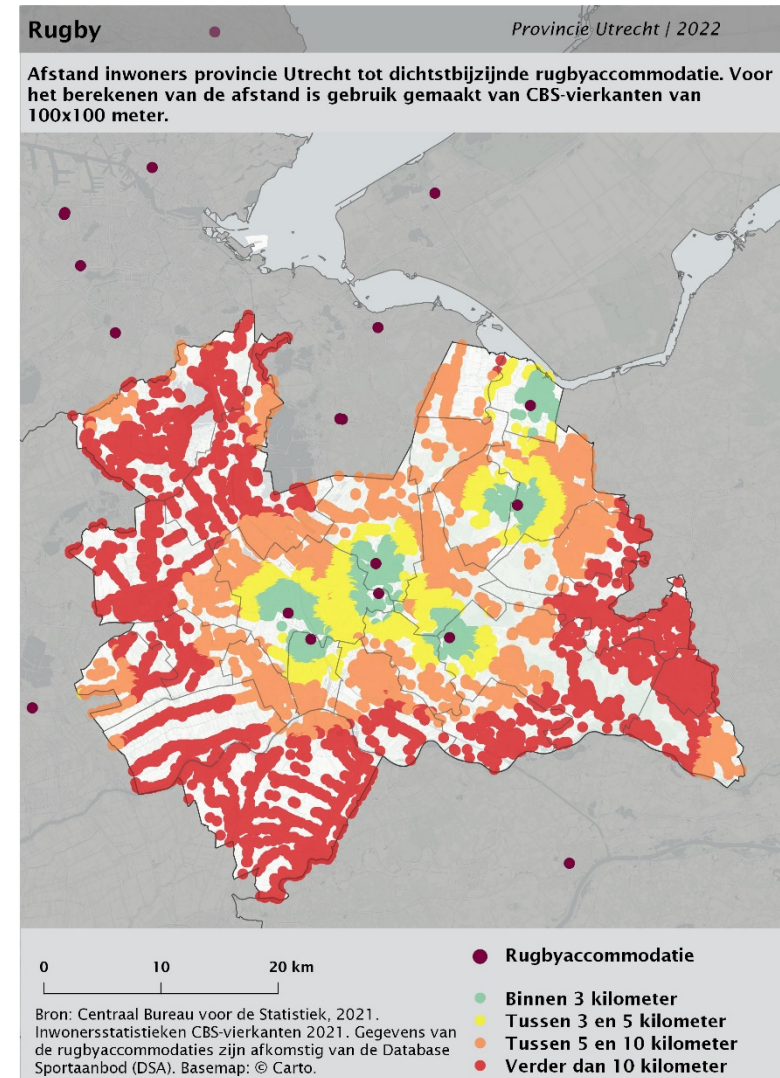 Rugby
Provincie Utrecht / 2022
Afstand inwoners provincie Utrecht tot dichtstbijzijnde rugbyaccommodatie. Voor
het berekenen van de afstand is gebruik gemaakt van CBS-vierkanten van
100x100 meter.
0 10 20 km
Bron: Centraal Bureau voor de Statistiek, 2021.
Inwonersstatistieken CBS-vierkanten 2021. Gegevens van
de rugbyaccommodaties zijn afkomstig van de Database
Sportaanbod (DSA). Basemap: © Carto.
Rugbyaccommodatie
Binnen 3 kilometer
Tussen 3 en 5 kilometer
Tussen 5 en 10 kilometer
Verder dan 10 kilometer